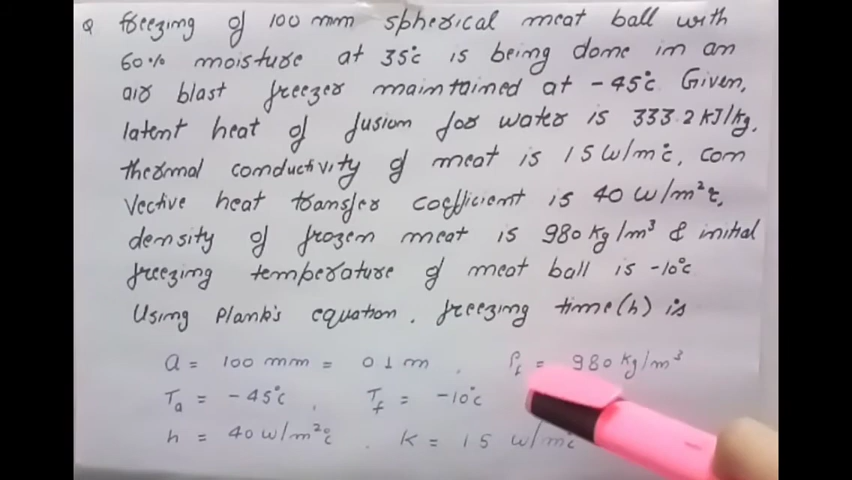 Q freezing of 100 mm spherical meat ball with
60% moisture at 35°c is being done in an
air blast freezer maintained at -45°c Given,
latent heat of fusion for water is 333.2 KJ/kg,
thermal conductivity of meat is 1.5 w/m°c, con
vective heat transfer coefficient is 40 w/m²°c,
density of frozen meat is 980 kg/m³ & initial
freezing temperature of meat ball is -10°c
Using Plank's equation. freezing time(h) is
a = 100 mm = 0.1 m . ρf = 980 kg/m³
Ta = -45°c , Tf = -10°c
h = 40 w/m²°c . K = 1.5 w/m°c